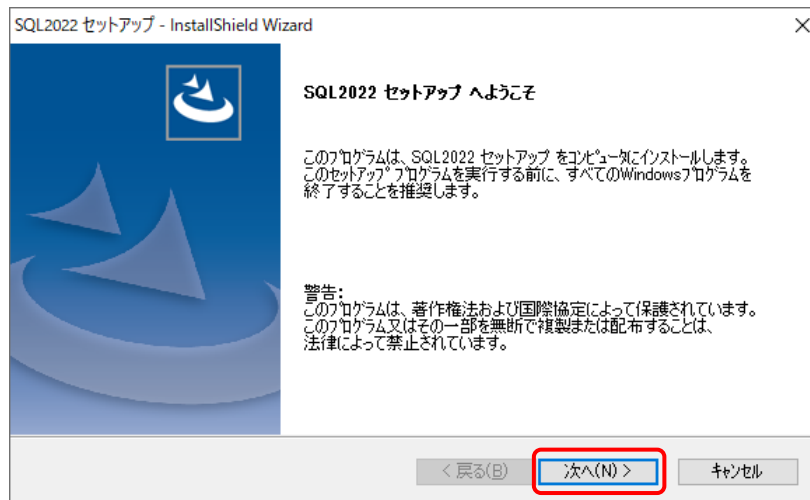 SQL2022 セットアップ - InstallShield Wizard
SQL2022 セットアップ へようこそ
このプログラムは、SQL2022 セットアップ をコンピュータにインストールします。
このセットアップ プログラムを実行する前に、すべてのWindowsプログラムを
終了することを推奨します。
警告:
このプログラムは、著作権法および国際協定によって保護されています。
このプログラム又はその一部を無断で複製または配布することは、
法律によって禁止されています。
< 戻る(B)
次へ(N) >
キャンセル